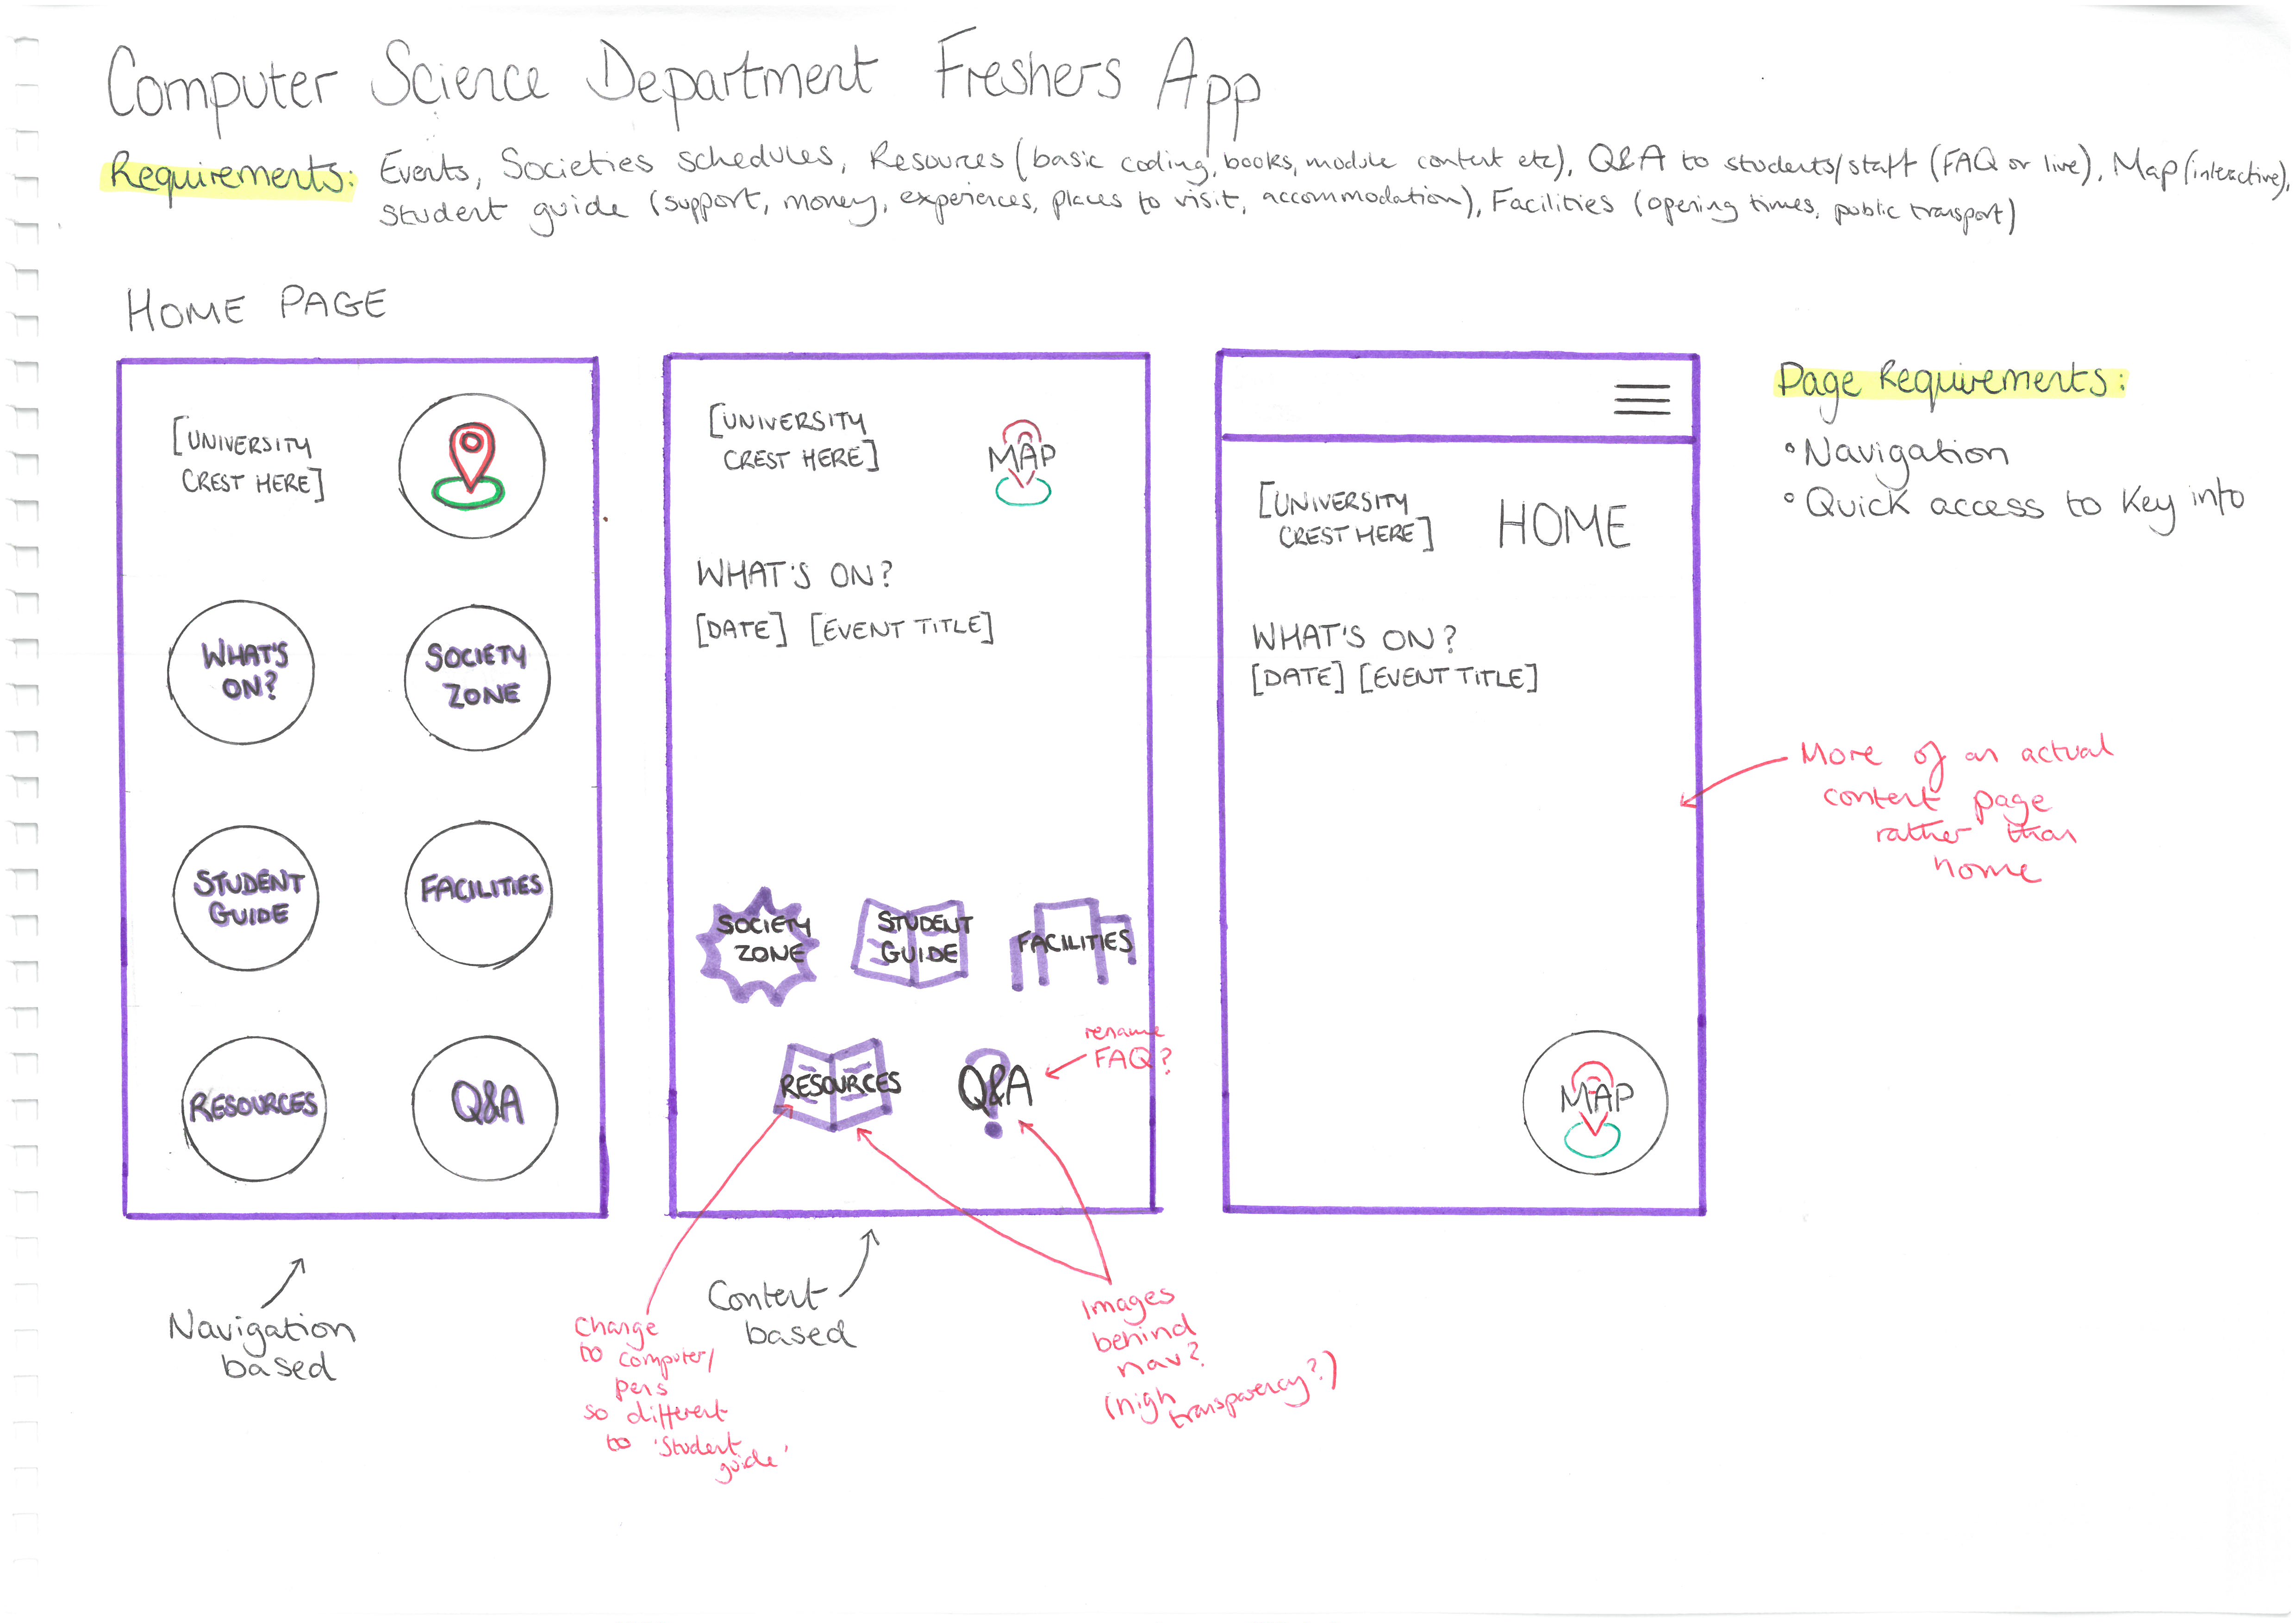 Computer Science Department Freshers App
Requirements: Events, Societies schedules, Resources (basic coding, books, module content etc), Q&A to students/staff (FAQ or live), Map (interactive),
student guide (support, money, experiences, places to visit, accommodation), Facilities (opening times, public transport)
HOME PAGE
[UNIVERSITY
CREST HERE]
WHAT'S
ON?
SOCIETY
ZONE
STUDENT
GUIDE
FACILITIES
RESOURCES
Q&A
Navigation
based
[UNIVERSITY
CREST HERE]
MAP
WHAT'S ON?
[DATE] [EVENT TITLE]
SOCIETY
ZONE
STUDENT
GUIDE
FACILITIES
RESOURCES
Q&A
rename
FAQ?
Change
to computer/
pens
so different
to 'Student
guide'
Content
based
Images
behind
nav?
(high
transparency?)
[UNIVERSITY
CREST HERE]
HOME
WHAT'S ON?
[DATE] [EVENT TITLE]
MAP
Page Requirements:
• Navigation
• Quick access to key info
More of an actual
content page
rather than
home